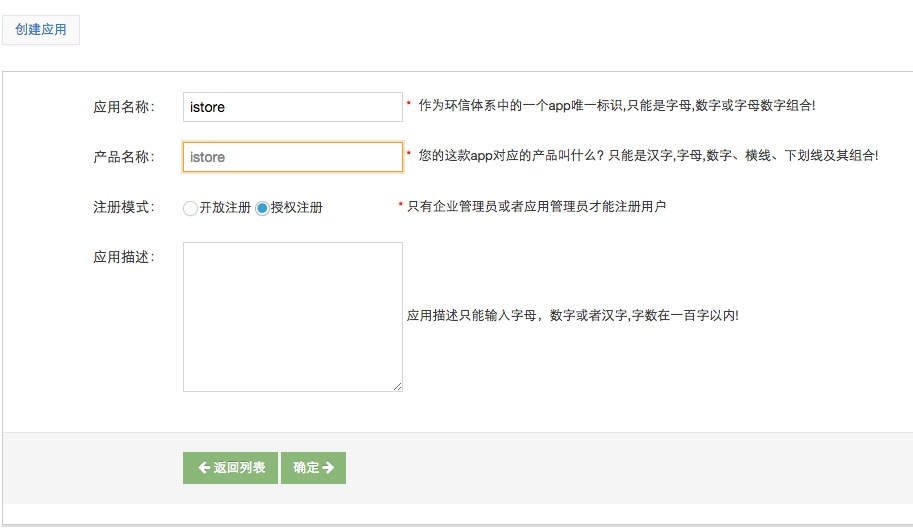 创建应用
应用名称： istore * 作为环信体系中的一个app唯一标识,只能是字母,数字或字母数字组合!
产品名称： istore * 您的这款app对应的产品叫什么? 只能是汉字,字母,数字、横线、下划线及其组合!
注册模式： 开放注册 授权注册 * 只有企业管理员或者应用管理员才能注册用户
应用描述： 应用描述只能输入字母，数字或者汉字,字数在一百字以内!
返回列表 确定